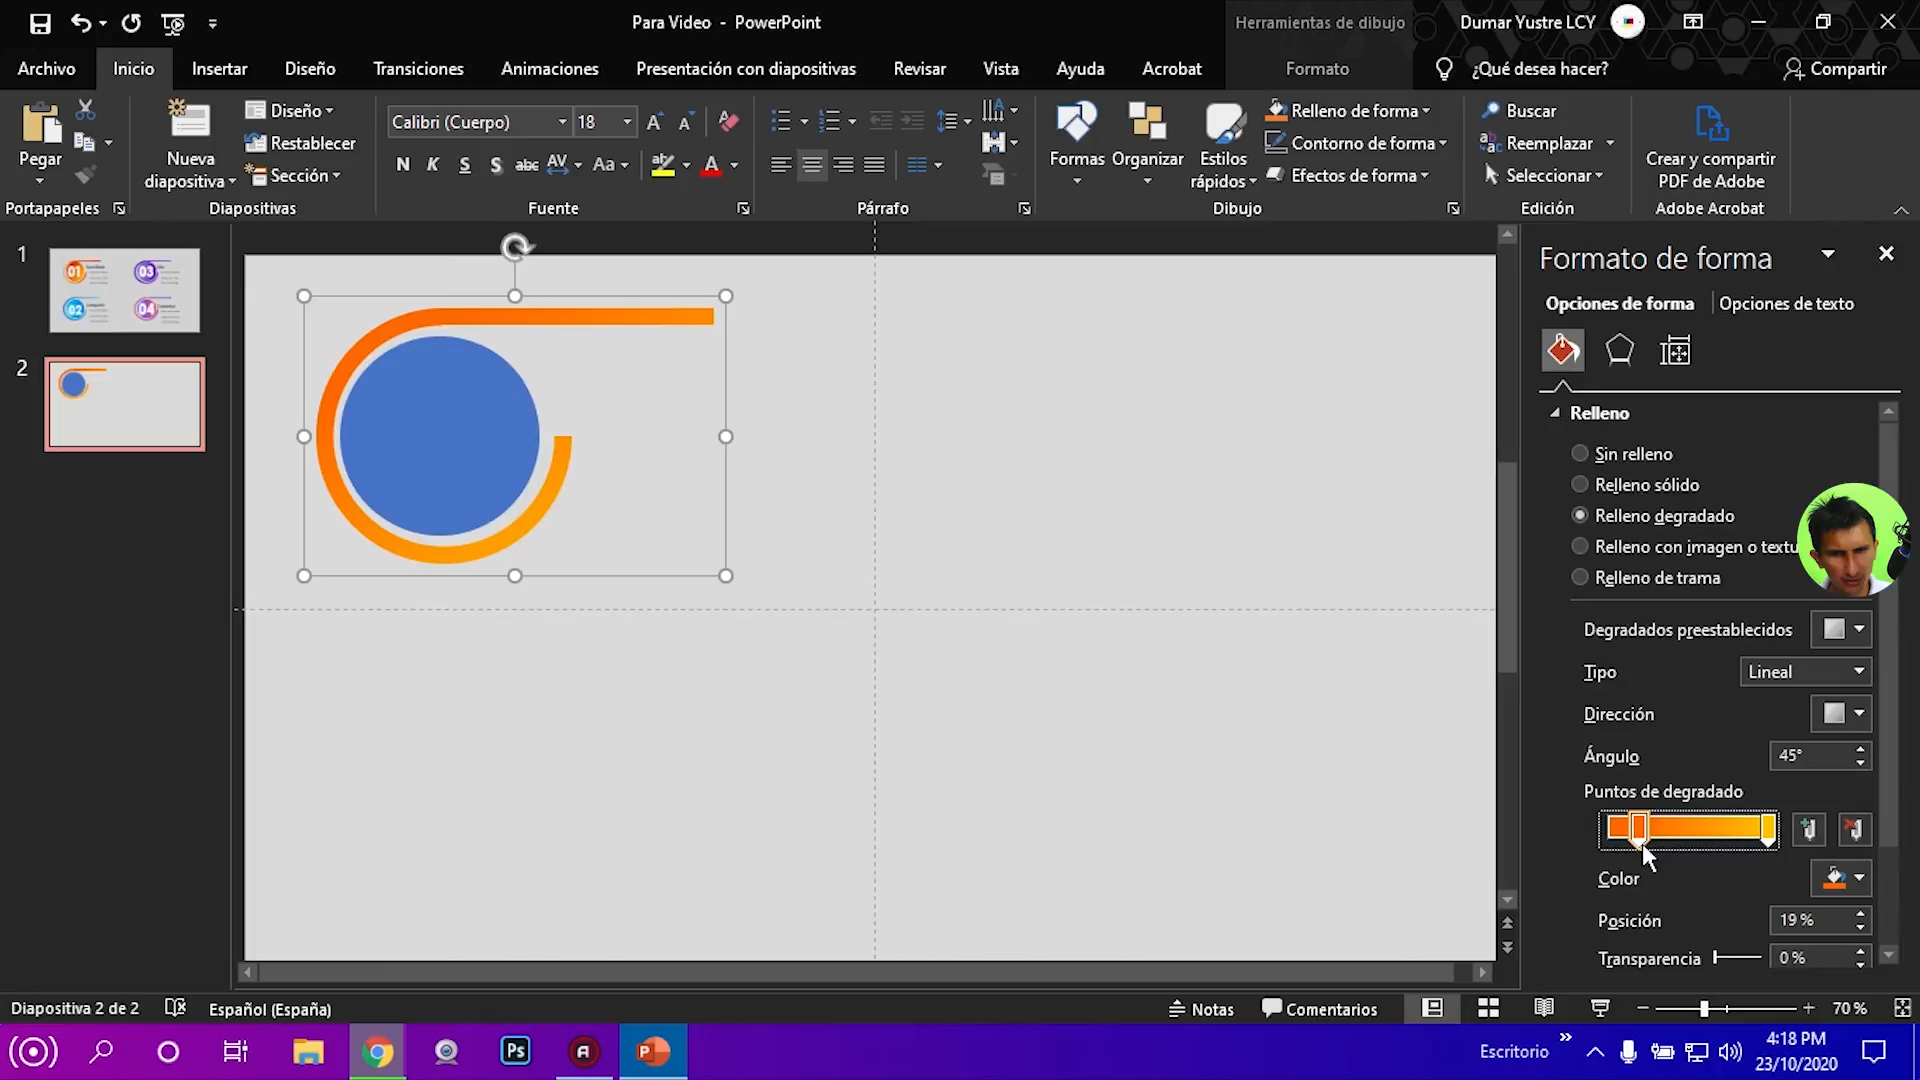 Para Video - PowerPoint
Herramientas de dibujo
Dumar Yustre LCY
Archivo
Inicio
Insertar
Diseño
Transiciones
Animaciones
Presentación con diapositivas
Revisar
Vista
Ayuda
Acrobat
Formato
¿Qué desea hacer?
Compartir
Pegar
Nueva
diapositiva
Diseño
Restablecer
Sección
Calibri (Cuerpo)
18
N K S S abc AV Aa A
Formas
Organizar
Estilos
rápidos
Relleno de forma
Contorno de forma
Efectos de forma
Buscar
Reemplazar
Seleccionar
Crear y compartir
PDF de Adobe
Portapapeles
Diapositivas
Fuente
Párrafo
Dibujo
Edición
Adobe Acrobat
1
01
03
02
04
2
Formato de forma
Opciones de forma
Opciones de texto
Relleno
Sin relleno
Relleno sólido
Relleno degradado
Relleno con imagen o textu
Relleno de trama
Degradados preestablecidos
Tipo
Lineal
Dirección
Ángulo
45°
Puntos de degradado
Color
Posición
19 %
Transparencia
0 %
Diapositiva 2 de 2
Español (España)
Notas
Comentarios
70 %
Ps
Escritorio
4:18 PM
23/10/2020